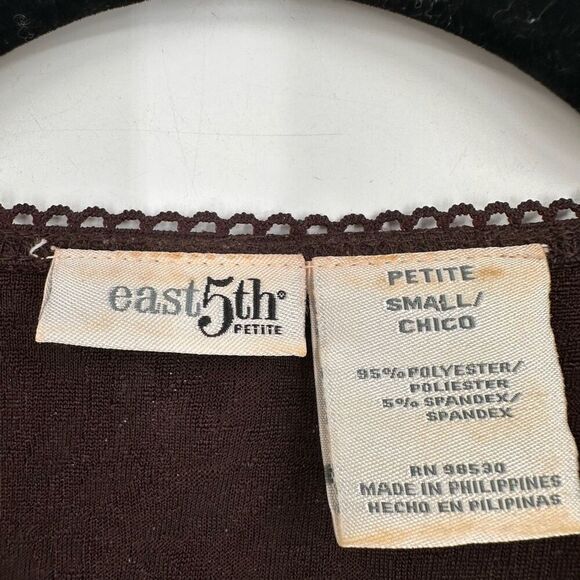 east5th®
PETITE
PETITE
SMALL/
CHICO
95% POLYESTER/
POLIESTER
5% SPANDEX/
SPANDEX
RN 98530
MADE IN PHILIPPINES
HECHO EN PILIPINAS